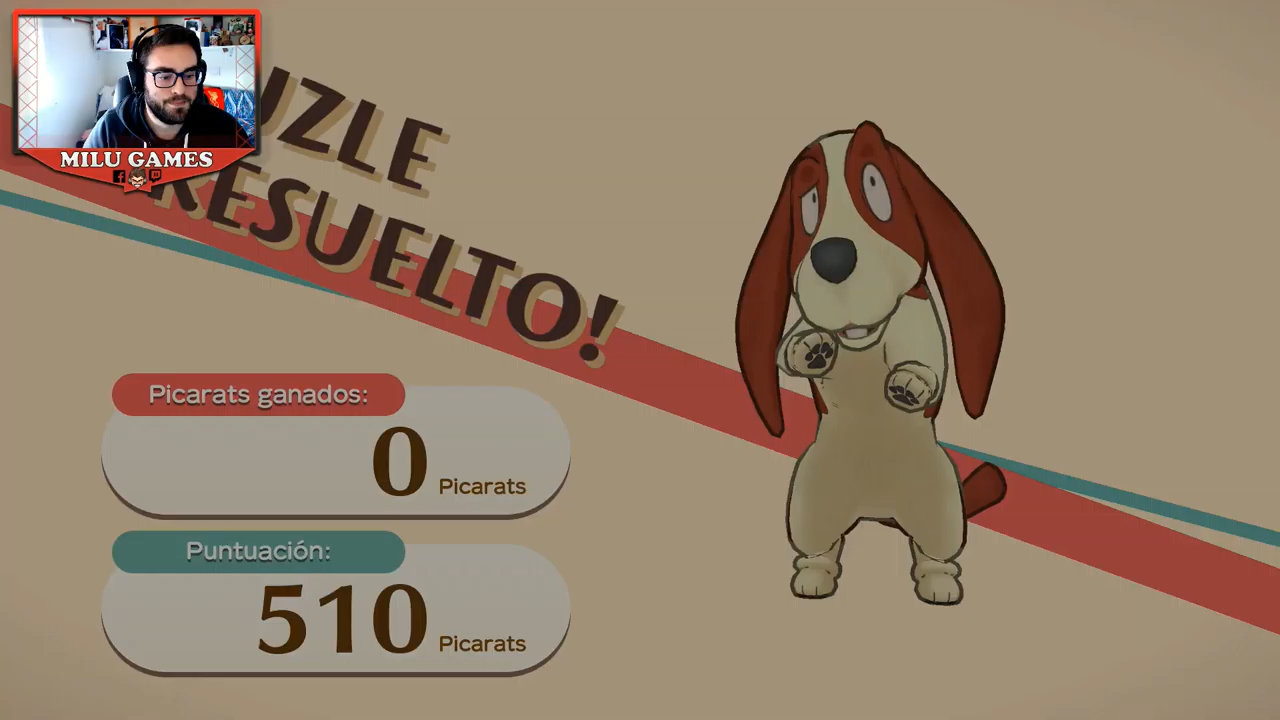 MILU GAMES
UZLE
RESUELTO!
Picarats ganados:
0 Picarats
Puntuación:
510 Picarats